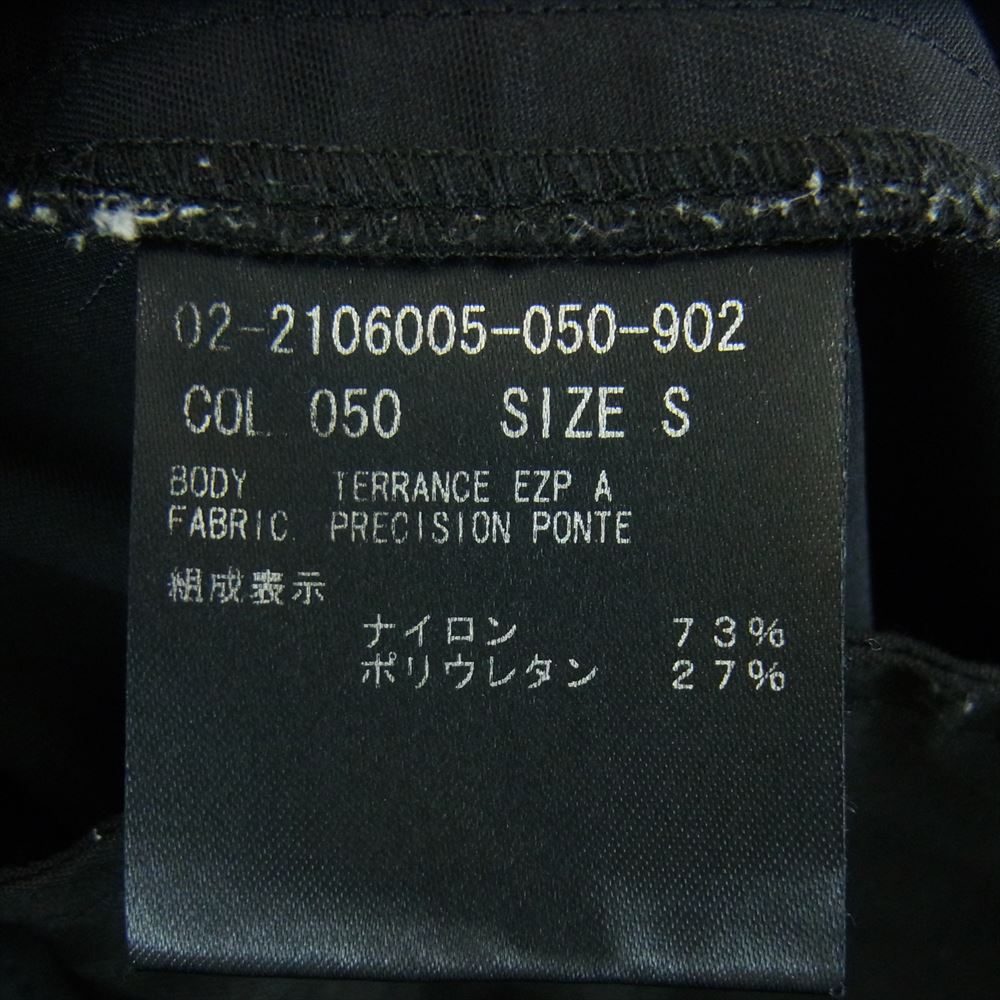 02-2106005-050-902
COL 050 SIZE S
BODY TERRANCE EZP A
FABRIC PRECISION PONTE
組成表示
ナイロン 73%
ポリウレタン 27%